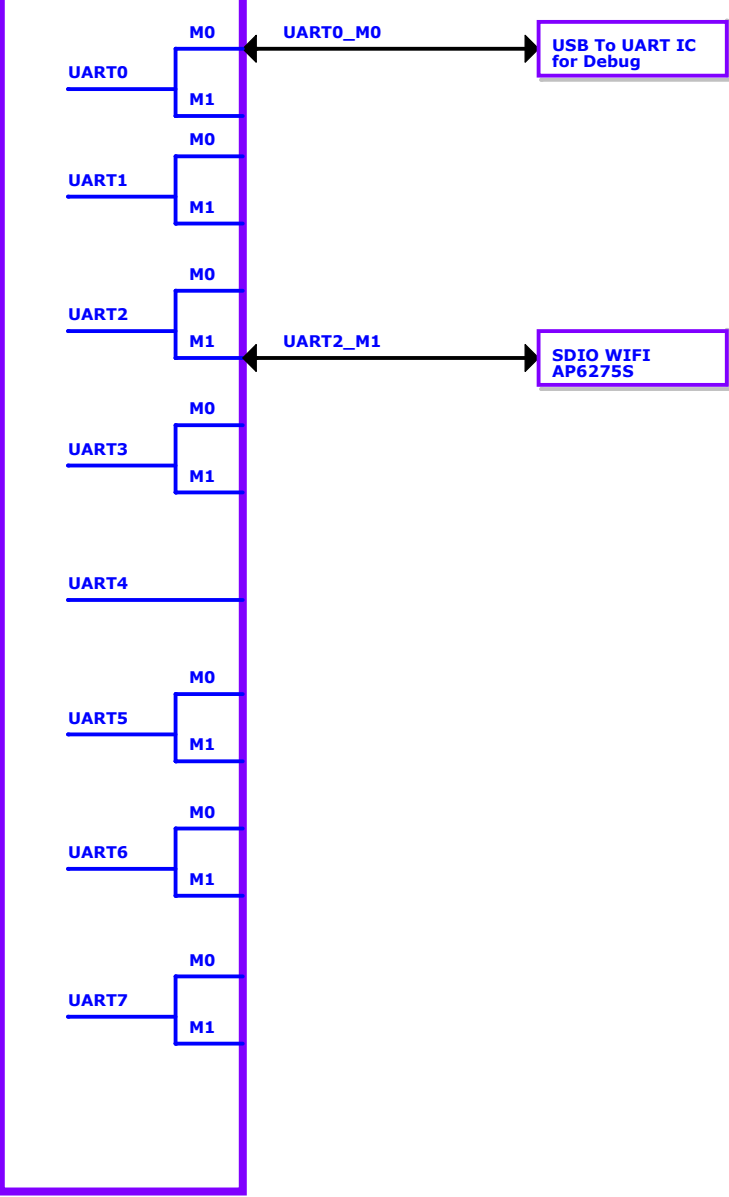 M0
UART0_M0
USB To UART IC
for Debug
UART0
M1
M0
UART1
M1
M0
UART2
M1
UART2_M1
SDIO WIFI
AP6275S
M0
UART3
M1
UART4
M0
UART5
M1
M0
UART6
M1
M0
UART7
M1